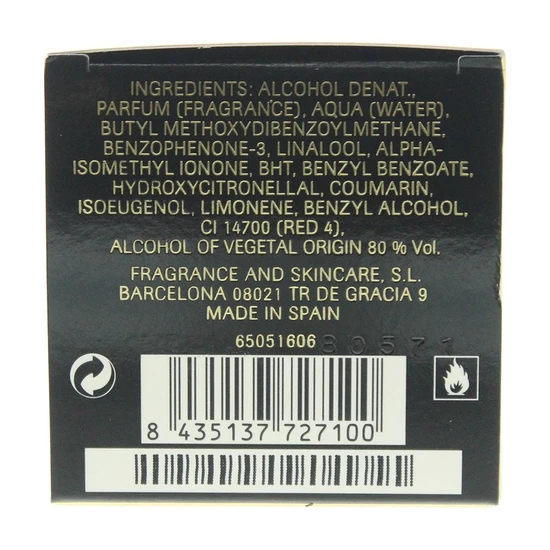 INGREDIENTS: ALCOHOL DENAT.,
PARFUM (FRAGRANCE), AQUA (WATER),
BUTYL METHOXYDIBENZOYLMETHANE,
BENZOPHENONE-3, LINALOOL, ALPHA-
ISOMETHYL IONONE, BHT, BENZYL BENZOATE,
HYDROXYCITRONELLAL, COUMARIN,
ISOEUGENOL, LIMONENE, BENZYL ALCOHOL,
CI 14700 (RED 4),
ALCOHOL OF VEGETAL ORIGIN 80 % Vol.
FRAGRANCE AND SKINCARE, S.L.
BARCELONA 08021 TR DE GRACIA 9
MADE IN SPAIN
65051606 80571
8 435137 727100